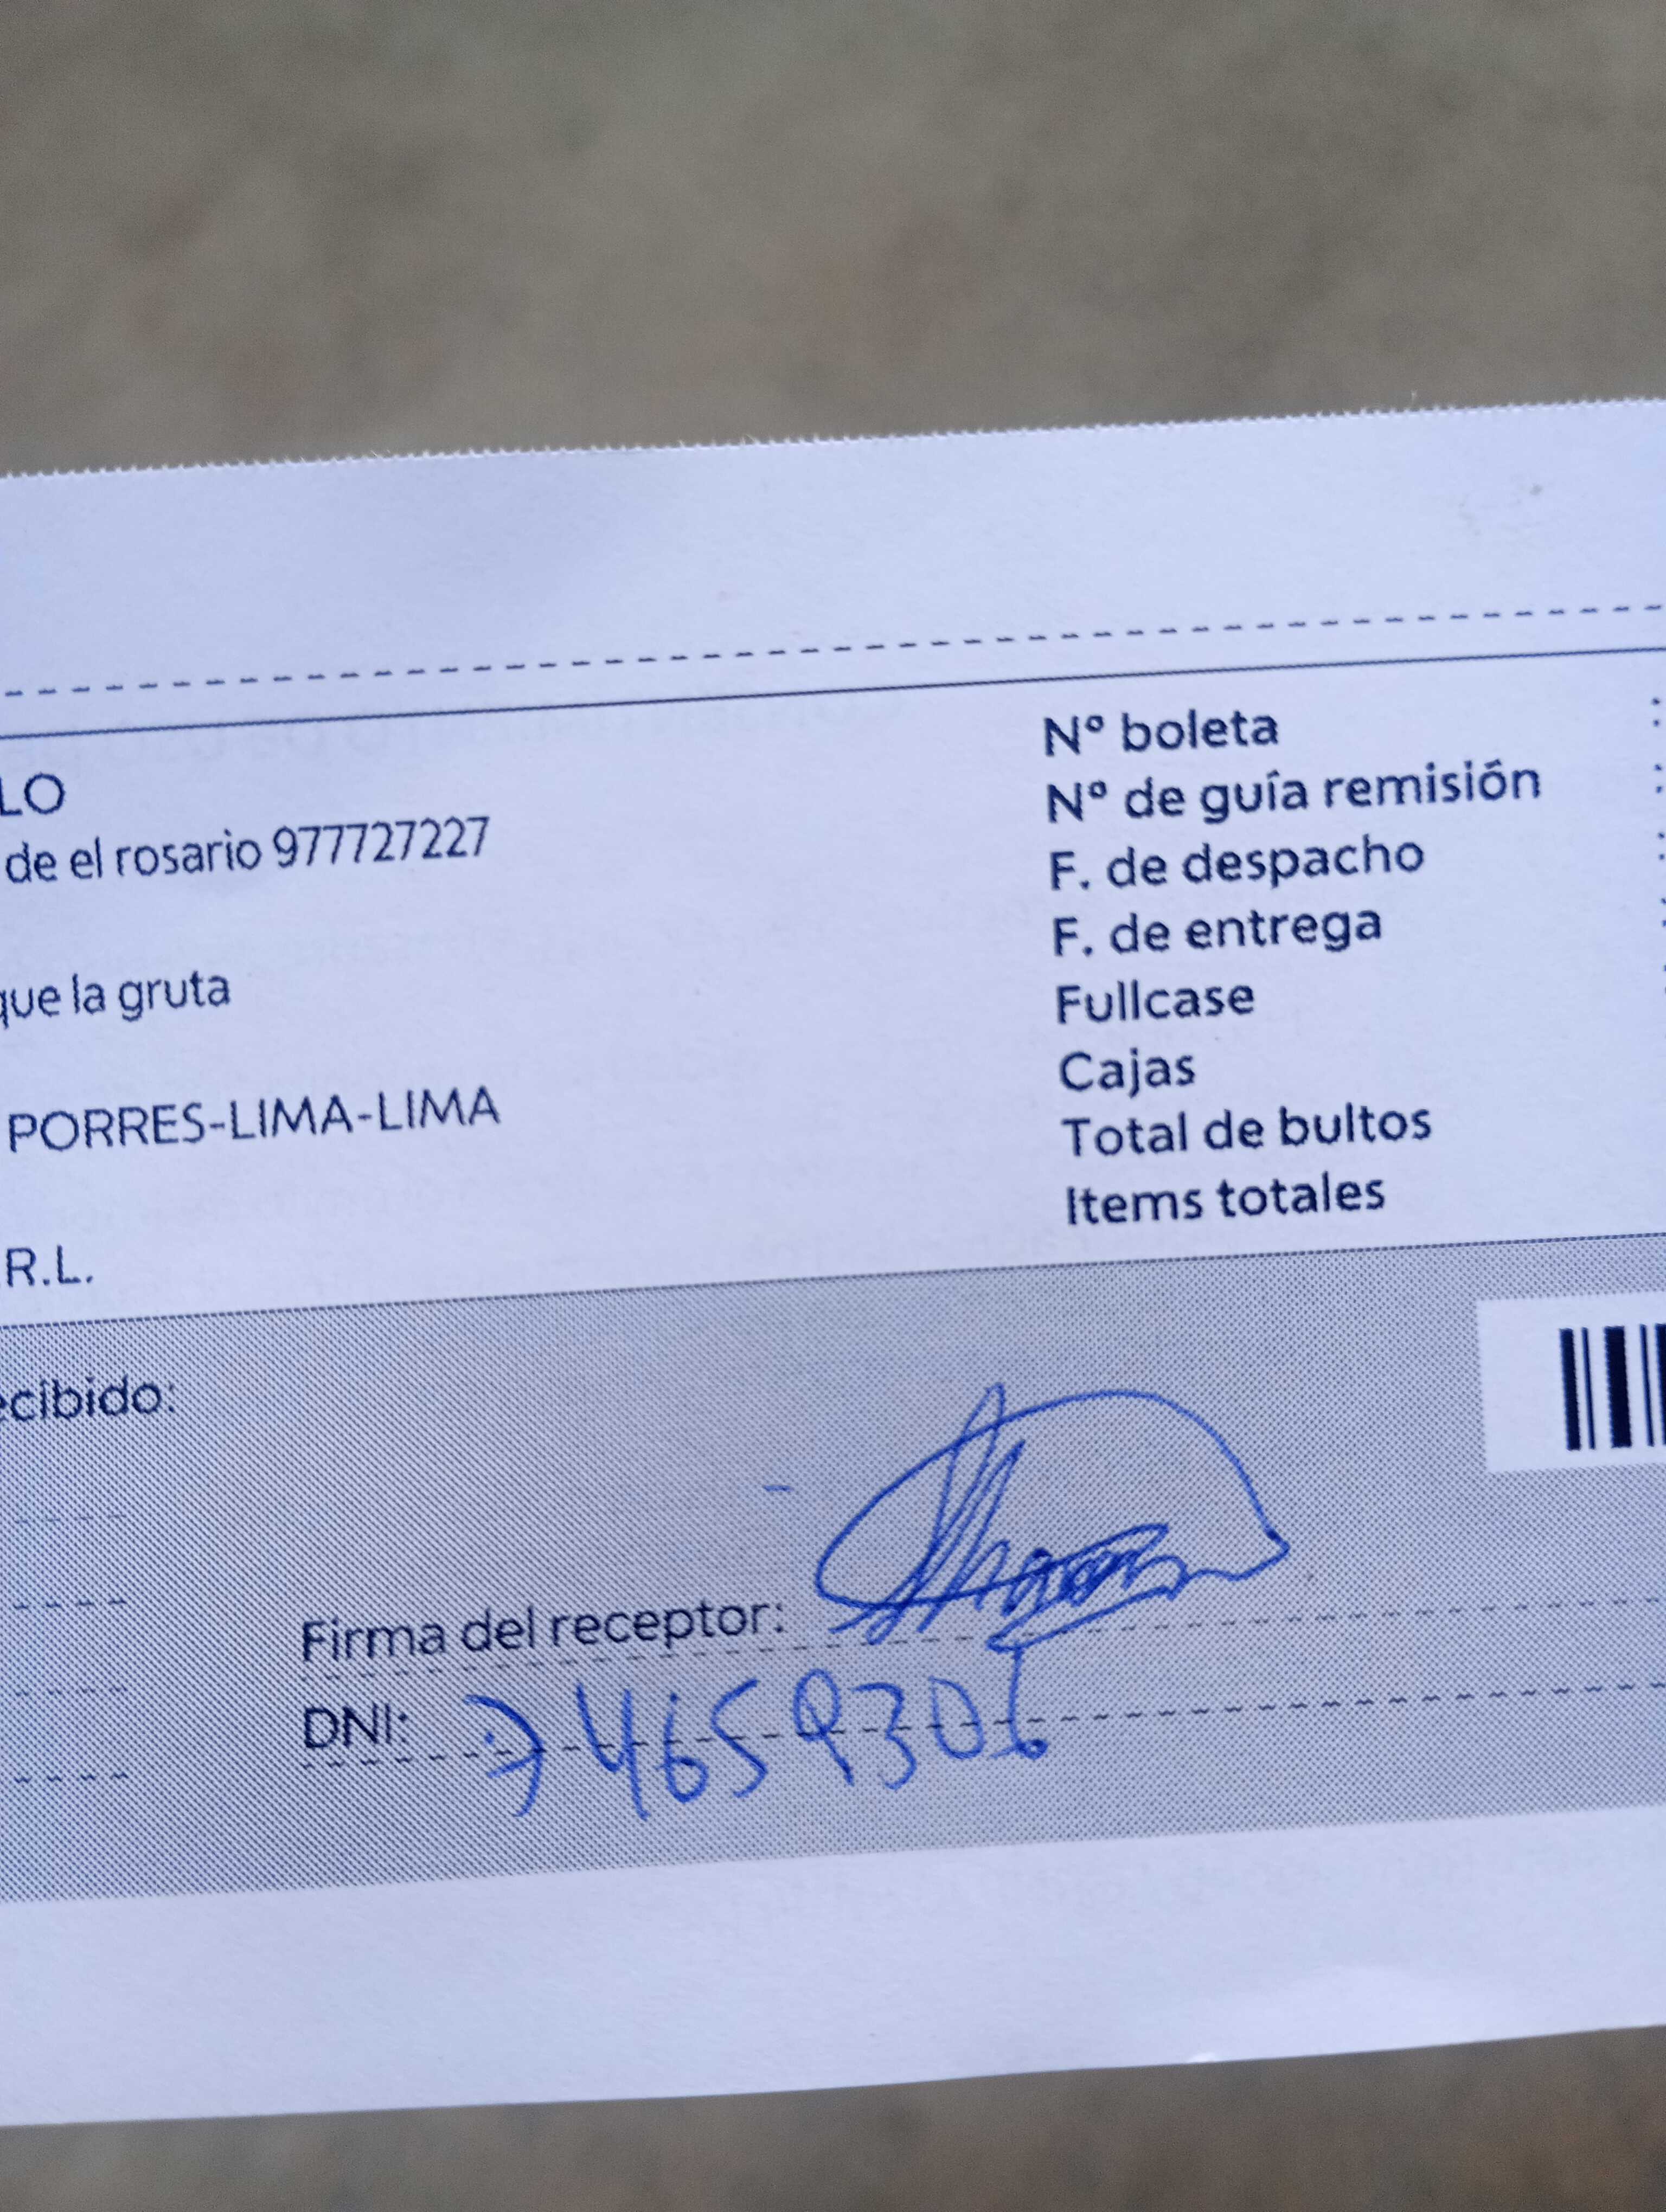 LO
de el rosario 977727227
que la gruta
PORRES-LIMA-LIMA
R.L.
N° boleta :
N° de guía remisión :
F. de despacho :
F. de entrega :
Fullcase :
Cajas
Total de bultos
Items totales
ecibido:
Firma del receptor:
DNI: 74659306